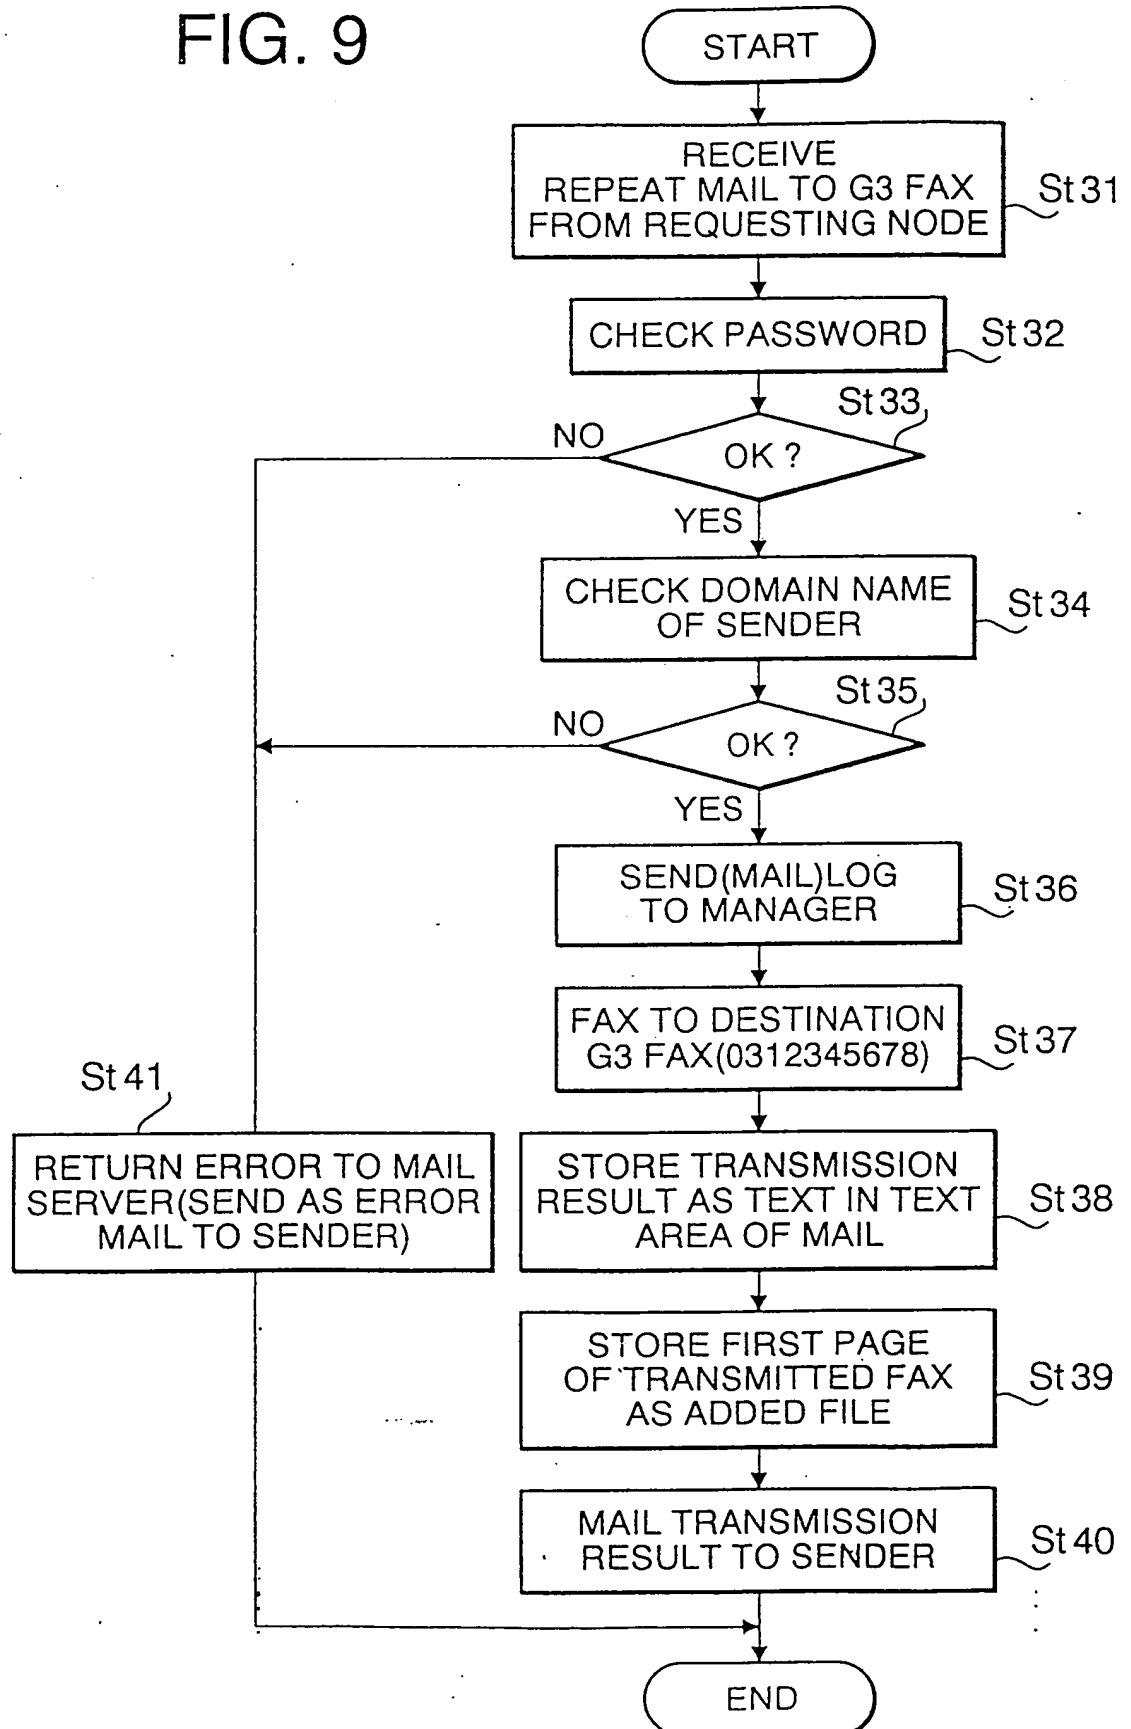 FIG. 9
START
RECEIVE
REPEAT MAIL TO G3 FAX
FROM REQUESTING NODE
St31
CHECK PASSWORD
St32
St33
OK ?
NO
YES
CHECK DOMAIN NAME
OF SENDER
St34
St35
OK ?
NO
YES
SEND(MAIL)LOG
TO MANAGER
St36
FAX TO DESTINATION
G3 FAX(0312345678)
St37
St41
RETURN ERROR TO MAIL
SERVER(SEND AS ERROR
MAIL TO SENDER)
STORE TRANSMISSION
RESULT AS TEXT IN TEXT
AREA OF MAIL
St38
STORE FIRST PAGE
OF TRANSMITTED FAX
AS ADDED FILE
St39
MAIL TRANSMISSION
RESULT TO SENDER
St40
END